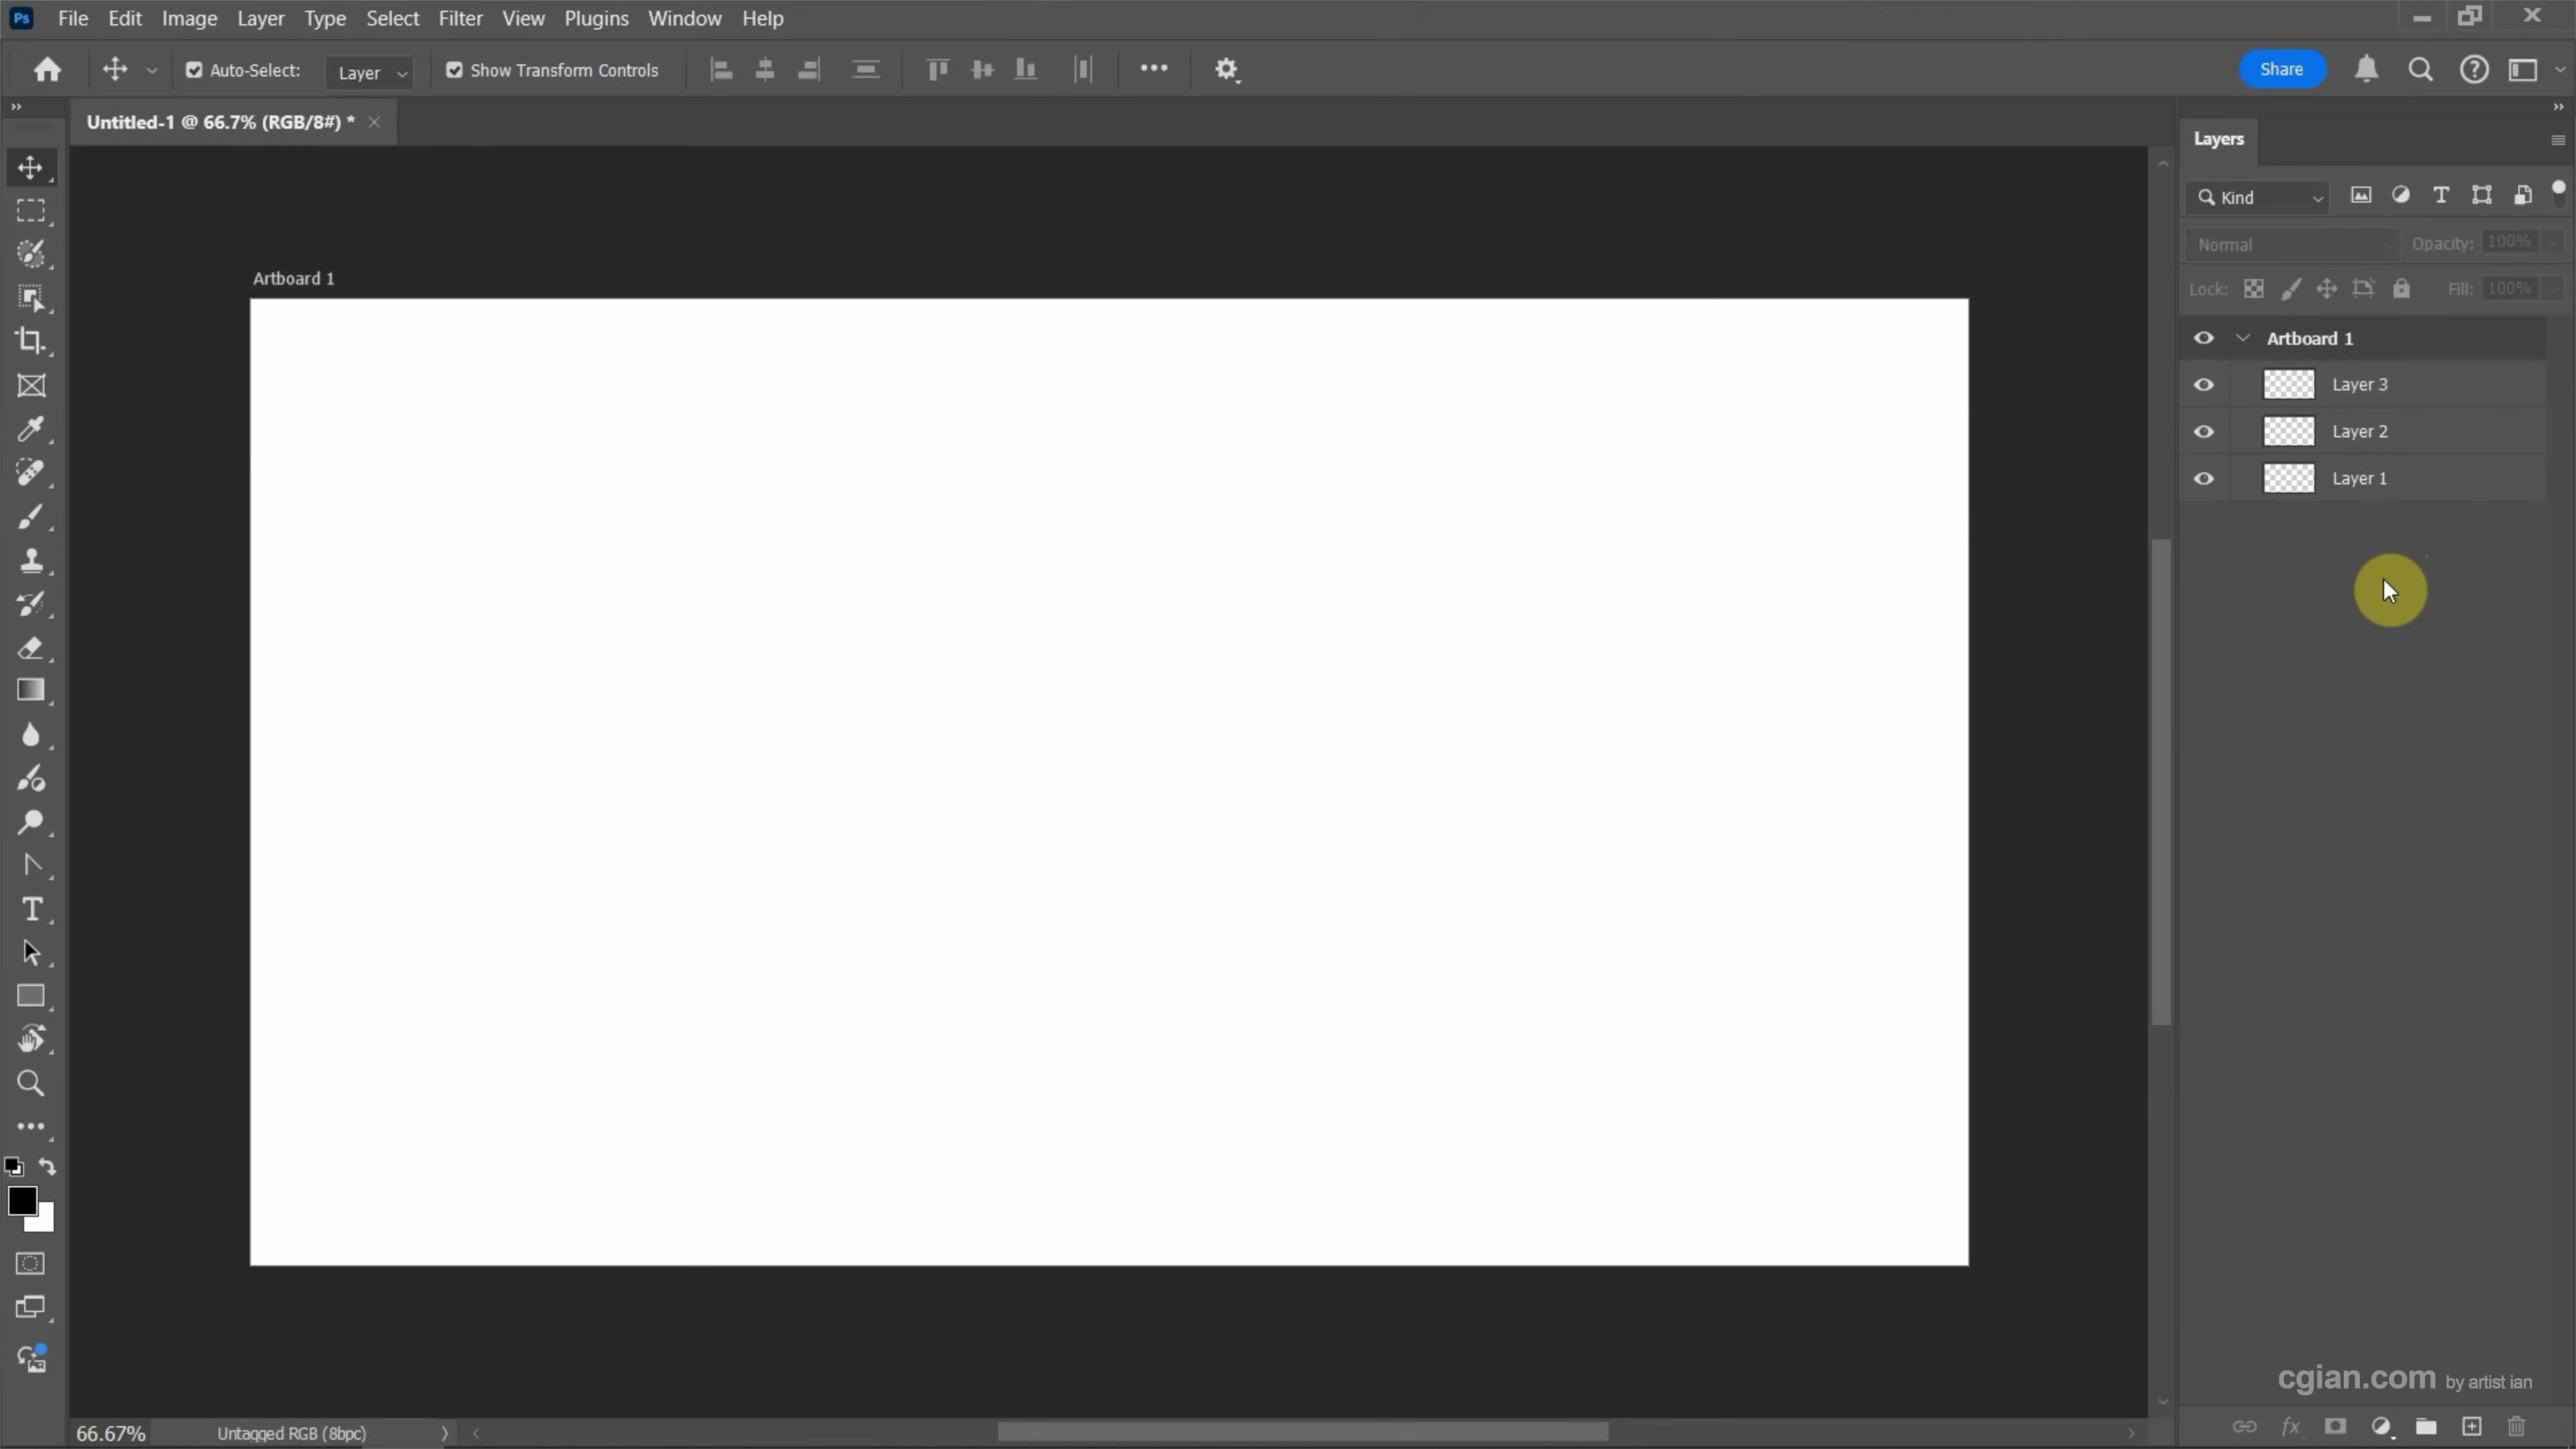 Ps File Edit Image Layer Type Select Filter View Plugins Window Help
Auto-Select: Layer Show Transform Controls Share
Untitled-1 @ 66.7% (RGB/8#) *
Layers
Kind
Normal Opacity: 100%
Lock: Fill: 100%
Artboard 1
Artboard 1
Layer 3
Layer 2
Layer 1
cgian.com by artist ian
66.67% Untagged RGB (8bpc)
fx